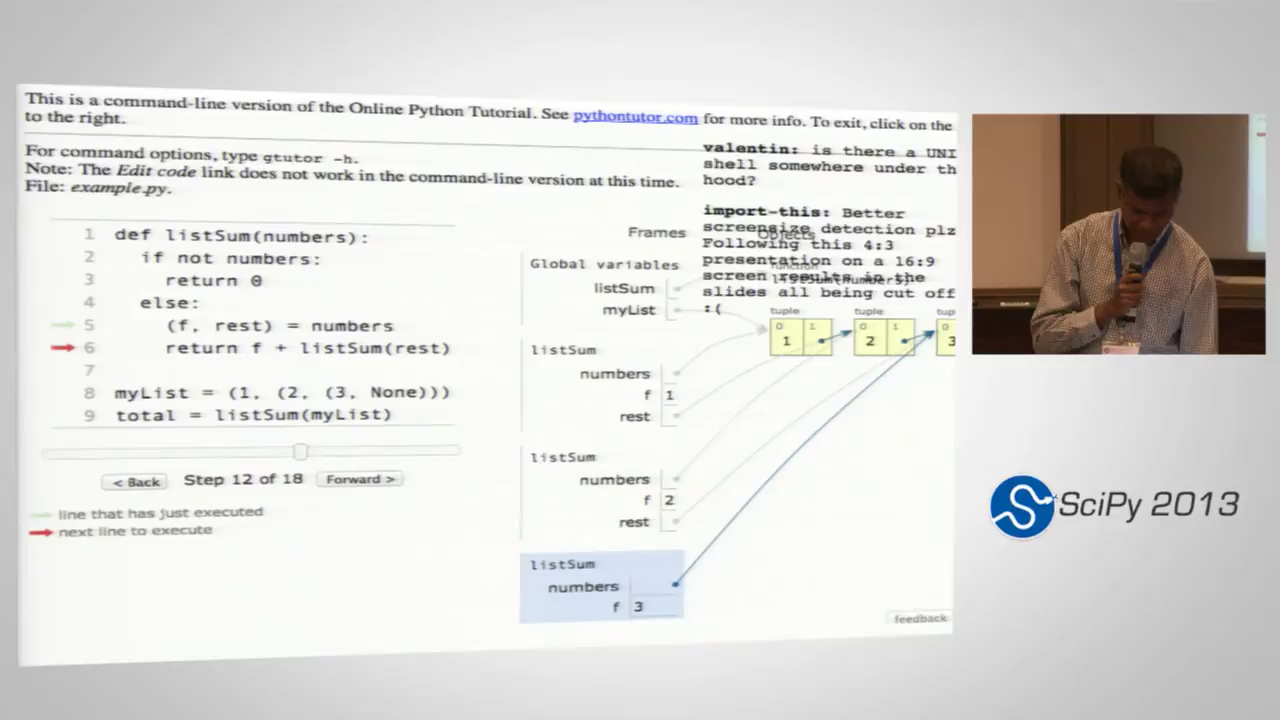 This is a command-line version of the Online Python Tutorial. See pythontutor.com for more info. To exit, click on the
to the right.
For command options, type gtutor -h.
Note: The Edit code link does not work in the command-line version at this time.
File: example.py.
valentin: is there a UNI
shell somewhere under th
hood?
import-this: Better
screensize detection plz
Following this 4:3
presentation on a 16:9
screen results in the
slides all being cut off
:(
1 def listSum(numbers):
2 if not numbers:
3 return 0
4 else:
5 (f, rest) = numbers
6 return f + listSum(rest)
7
8 myList = (1, (2, (3, None)))
9 total = listSum(myList)
< Back Step 12 of 18 Forward >
line that has just executed
next line to execute
Frames
Objects
Global variables
listSum
myList
function
listSum(numbers)
tuple
0 1
1
tuple
0 1
2
tup
0
3
listSum
numbers
f 1
rest
listSum
numbers
f 2
rest
listSum
numbers
f 3
feedback
SciPy 2013